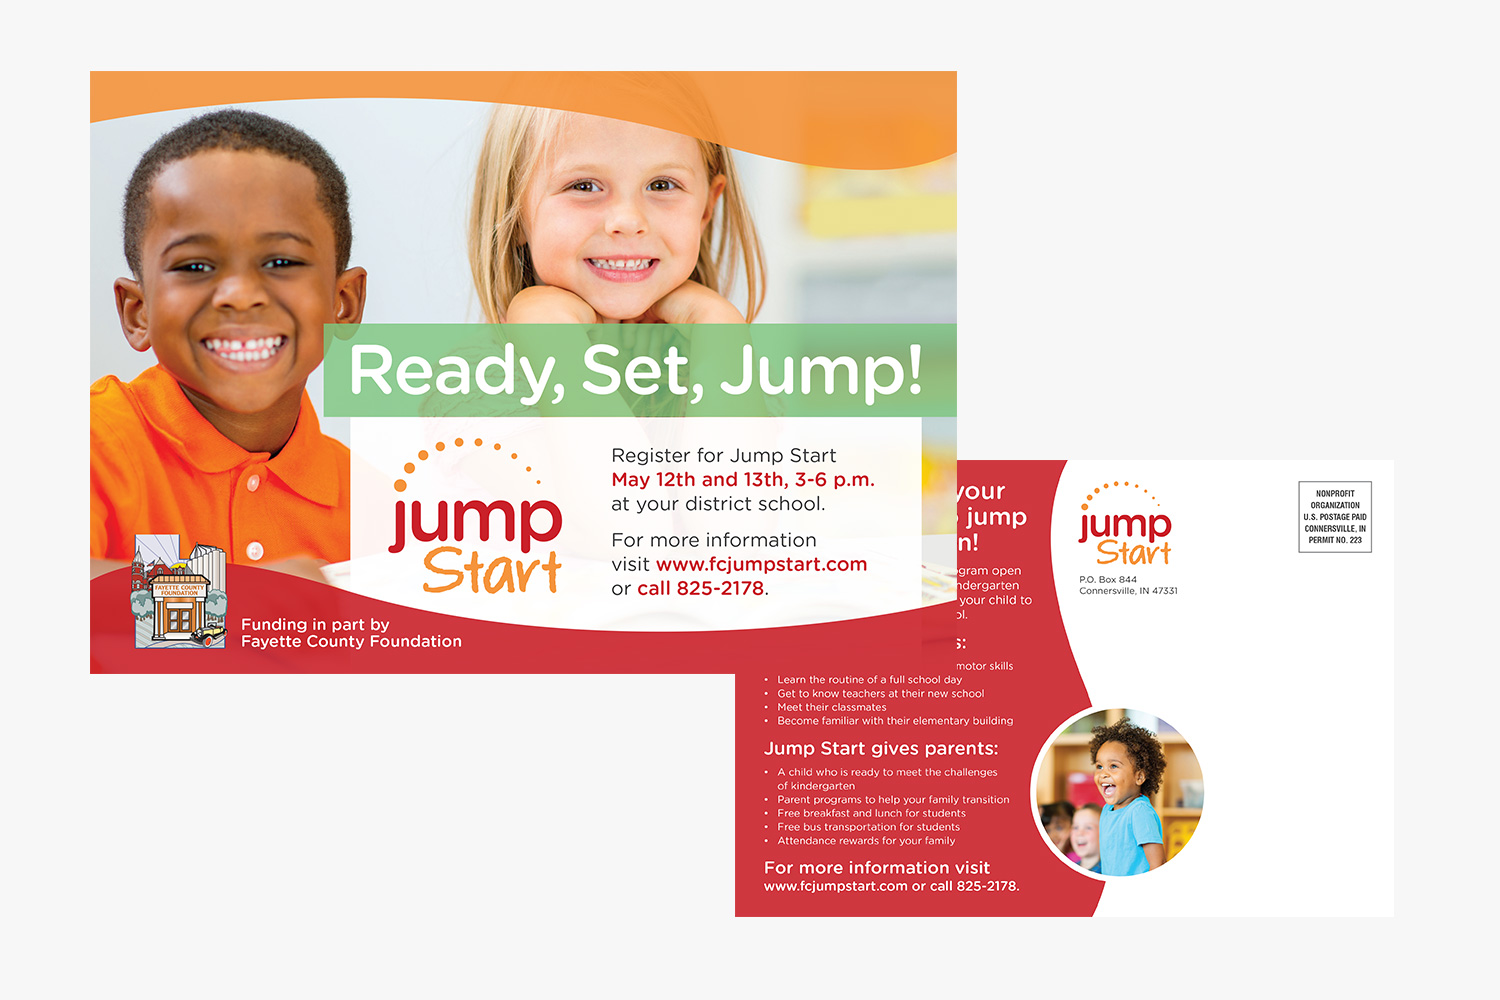 Ready, Set, Jump!
jump
Start
Register for Jump Start
May 12th and 13th, 3-6 p.m.
at your district school.
For more information
visit www.fcjumpstart.com
or call 825-2178.
FAYETTE COUNTY
FOUNDATION
Funding in part by
Fayette County Foundation
your
jump
n!
gram open
ndergarten
your child to
ol.
s:
motor skills
• Learn the routine of a full school day
• Get to know teachers at their new school
• Meet their classmates
• Become familiar with their elementary building
Jump Start gives parents:
• A child who is ready to meet the challenges
of kindergarten
• Parent programs to help your family transition
• Free breakfast and lunch for students
• Free bus transportation for students
• Attendance rewards for your family
For more information visit
www.fcjumpstart.com or call 825-2178.
jump
Start
P.O. Box 844
Connersville, IN 47331
NONPROFIT
ORGANIZATION
U.S. POSTAGE PAID
CONNERSVILLE, IN
PERMIT NO. 223